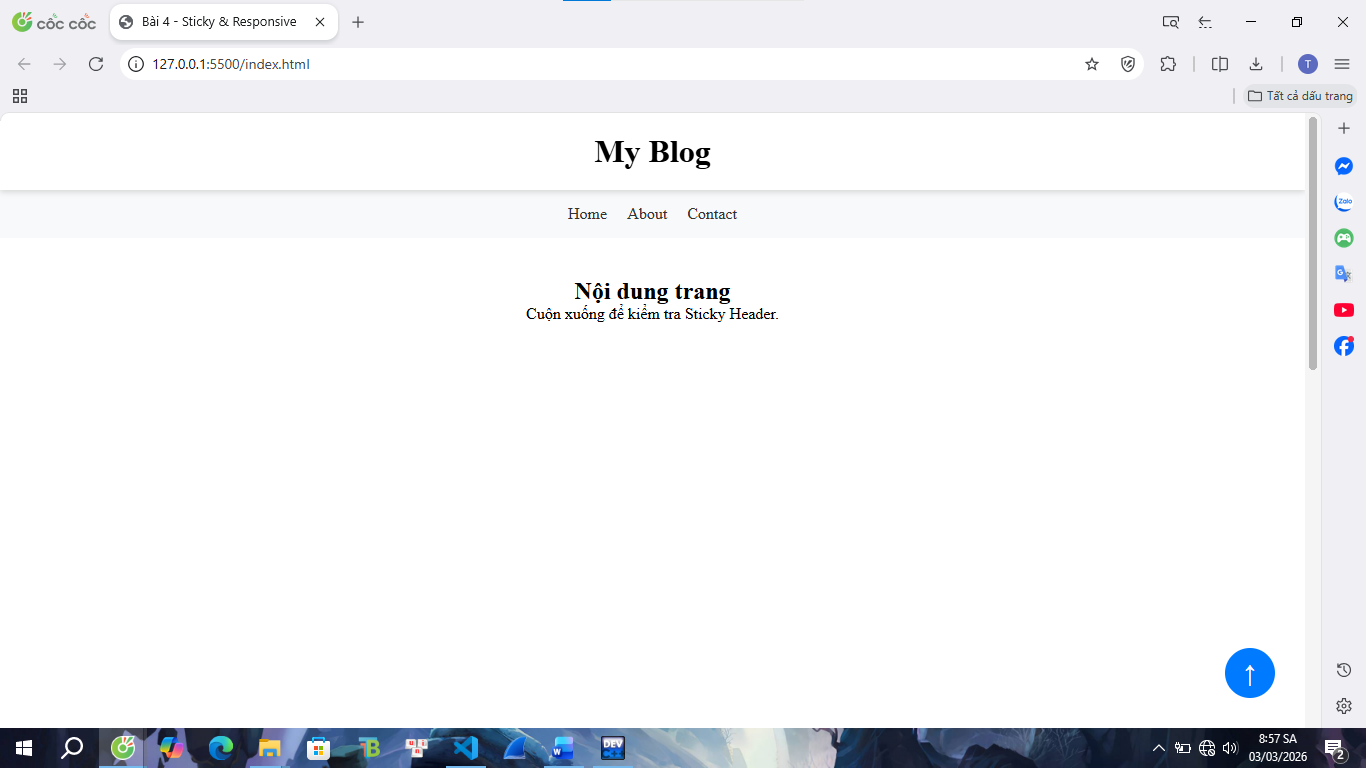 cốc cốc
Bài 4 - Sticky & Responsive
127.0.0.1:5500/index.html
T
Tất cả dấu trang
My Blog
Home About Contact
Nội dung trang
Cuộn xuống để kiểm tra Sticky Header.
↑
Zalo
DEV
8:57 SA
03/03/2026
2